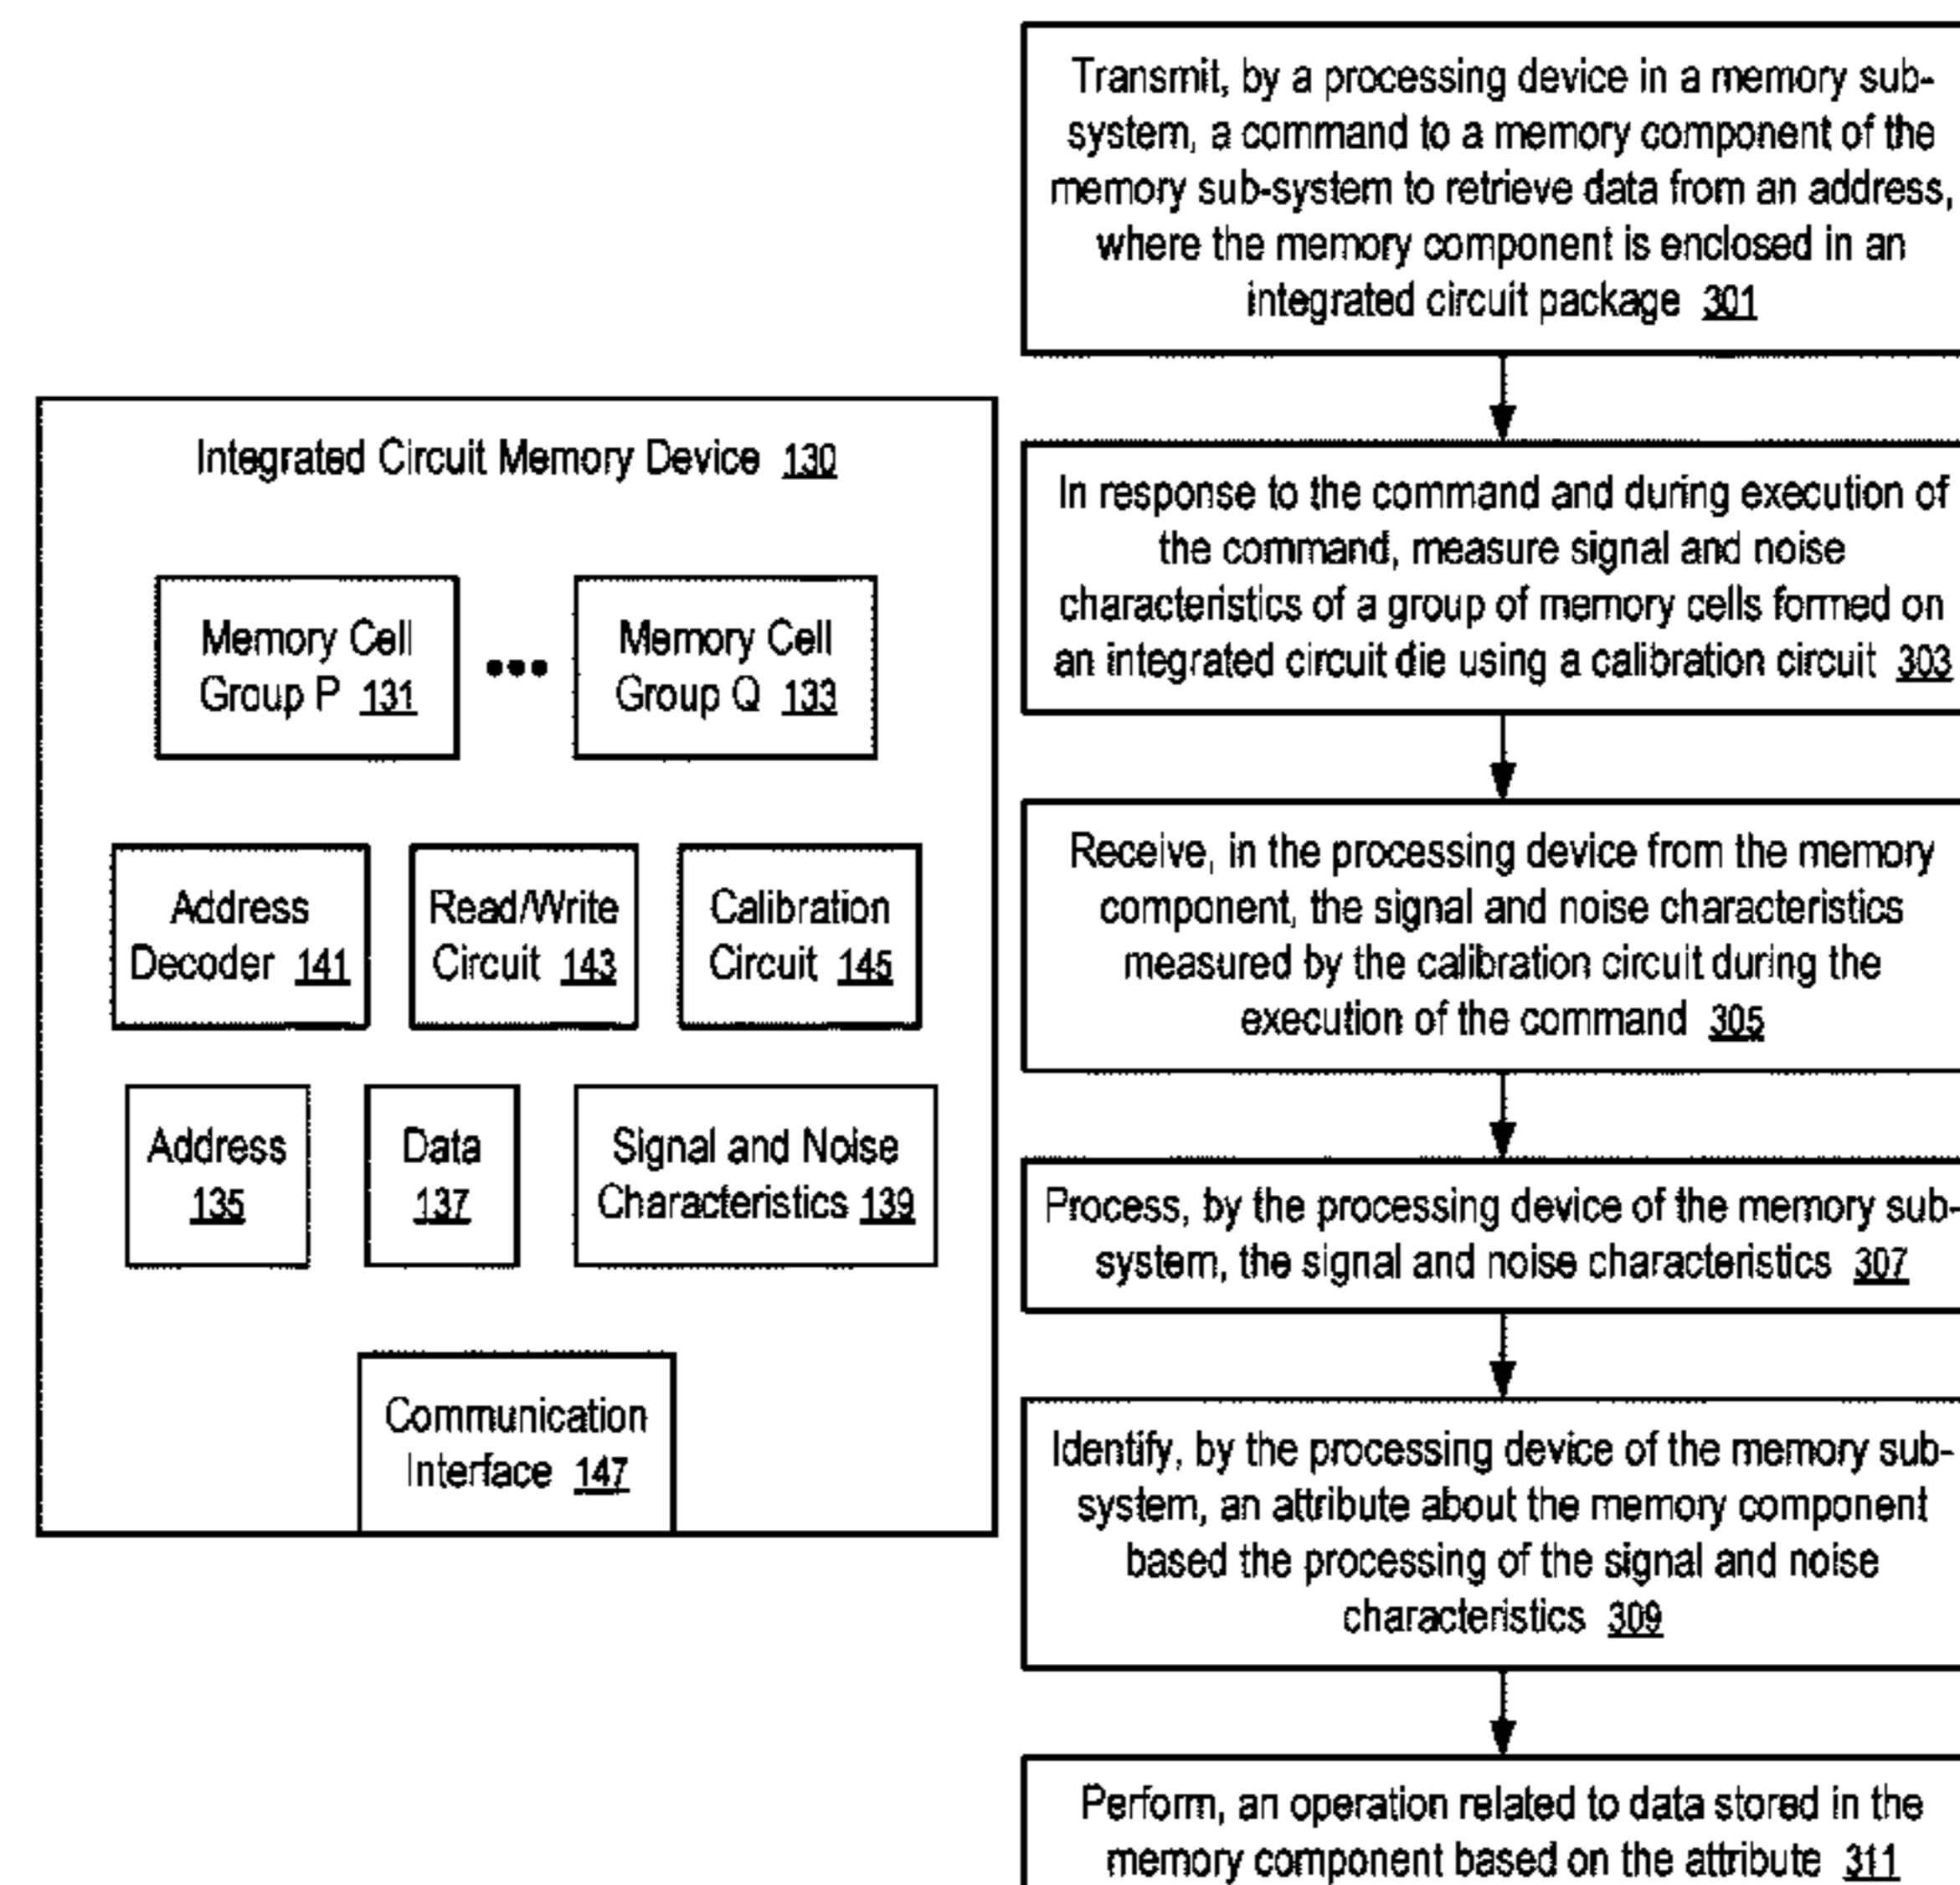 Integrated Circuit Memory Device 130
Memory Cell
Group P 131
•••
Memory Cell
Group Q 133
Address
Decoder 141
Read/Write
Circuit 143
Calibration
Circuit 145
Address
135
Data
137
Signal and Noise
Characteristics 139
Communication
Interface 147
Transmit, by a processing device in a memory sub-
system, a command to a memory component of the
memory sub-system to retrieve data from an address,
where the memory component is enclosed in an
integrated circuit package 301
In response to the command and during execution of
the command, measure signal and noise
characteristics of a group of memory cells formed on
an integrated circuit die using a calibration circuit 303
Receive, in the processing device from the memory
component, the signal and noise characteristics
measured by the calibration circuit during the
execution of the command 305
Process, by the processing device of the memory sub-
system, the signal and noise characteristics 307
Identify, by the processing device of the memory sub-
system, an attribute about the memory component
based the processing of the signal and noise
characteristics 309
Perform, an operation related to data stored in the
memory component based on the attribute 311